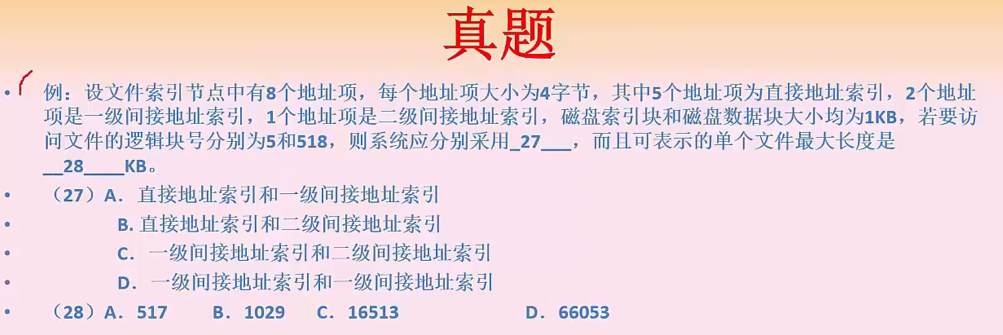 真题
例：设文件索引节点中有8个地址项，每个地址项大小为4字节，其中5个地址项为直接地址索引，2个地址
项是一级间接地址索引，1个地址项是二级间接地址索引，磁盘索引块和磁盘数据块大小均为1KB，若要访
问文件的逻辑块号分别为5和518，则系统应分别采用_27___，而且可表示的单个文件最大长度是
__28____KB。
（27）A．直接地址索引和一级间接地址索引
B. 直接地址索引和二级间接地址索引
C．一级间接地址索引和二级间接地址索引
D．一级间接地址索引和一级间接地址索引
（28）A．517 B．1029 C．16513 D．66053